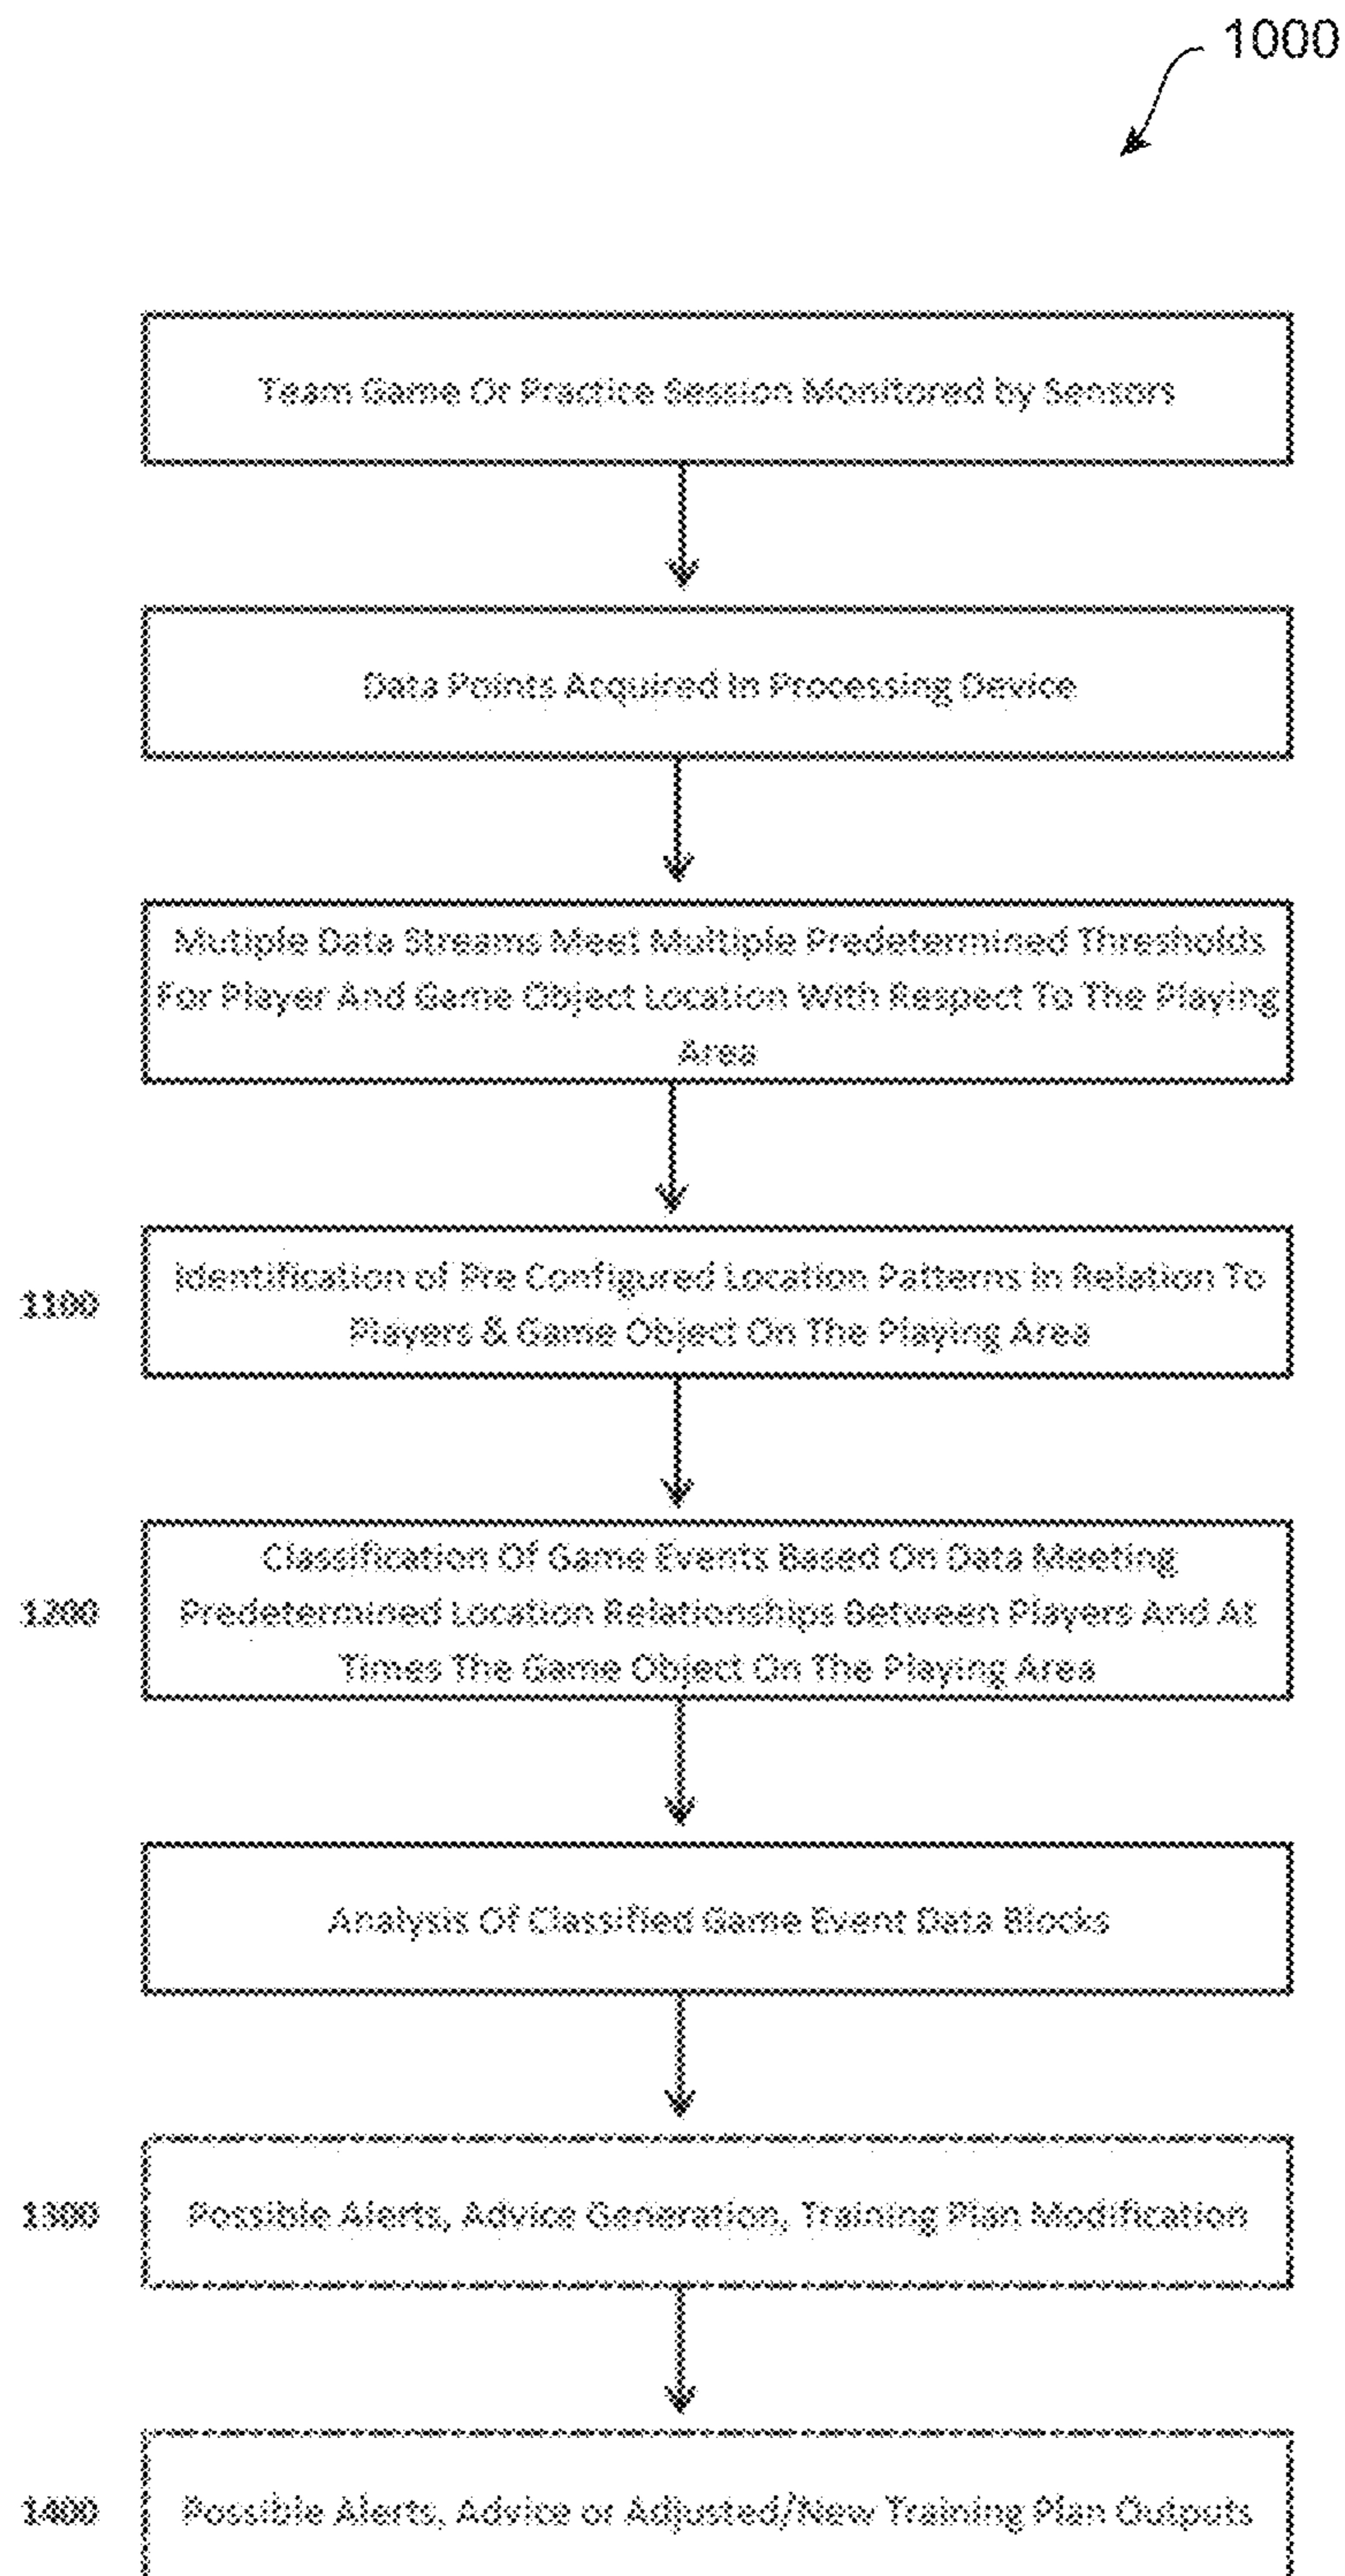 1000
Team Game Or Practice Session Monitored by Sensors
Data Points Acquired In Processing Device
Mutiple Data Streams Meet Multiple Predetermined Thresholds
For Player And Game Object Location With Respect To The Playing
Area
1100
Identification of Pre Configured Location Patterns In Relation To
Players & Game Object On The Playing Area
1200
Classification Of Game Events Based On Data Meeting
Predetermined Location Relationships Between Players And At
Times The Game Object On The Playing Area
Analysis Of Classified Game Event Data Blocks
1300
Possible Alerts, Advice Generation, Training Plan Modification
1400
Possible Alerts, Advice or Adjusted/New Training Plan Outputs